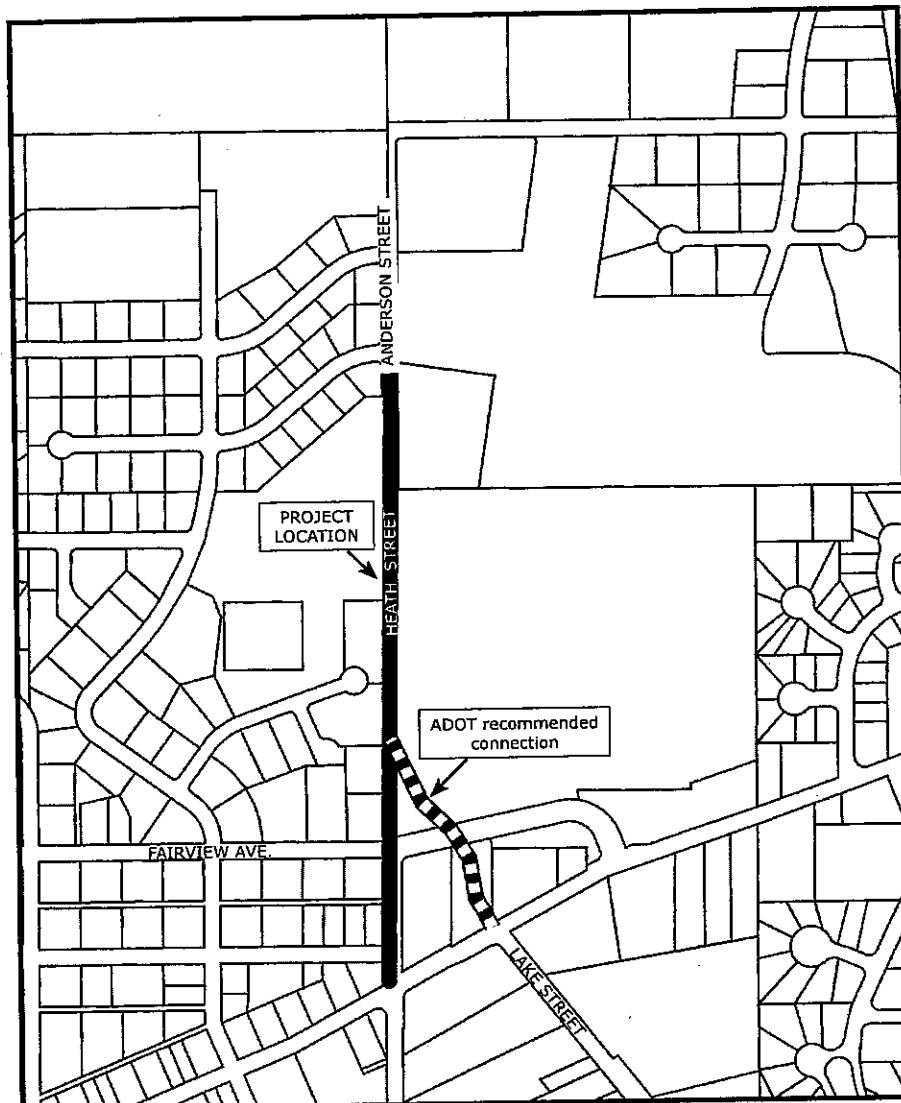 ANDERSON STREET
PROJECT
LOCATION
HEATH STREET
ADOT recommended
connection
FAIRVIEW AVE.
LAKE STREET